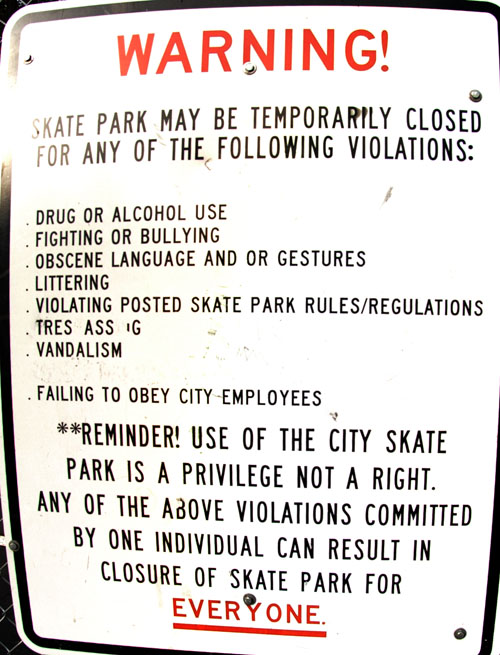 WARNING!
SKATE PARK MAY BE TEMPORARILY CLOSED
FOR ANY OF THE FOLLOWING VIOLATIONS:
. DRUG OR ALCOHOL USE
. FIGHTING OR BULLYING
. OBSCENE LANGUAGE AND OR GESTURES
. LITTERING
. VIOLATING POSTED SKATE PARK RULES/REGULATIONS
. TRES ASS G
. VANDALISM
. FAILING TO OBEY CITY EMPLOYEES
**REMINDER! USE OF THE CITY SKATE
PARK IS A PRIVILEGE NOT A RIGHT.
ANY OF THE ABOVE VIOLATIONS COMMITTED
BY ONE INDIVIDUAL CAN RESULT IN
CLOSURE OF SKATE PARK FOR
EVERYONE.